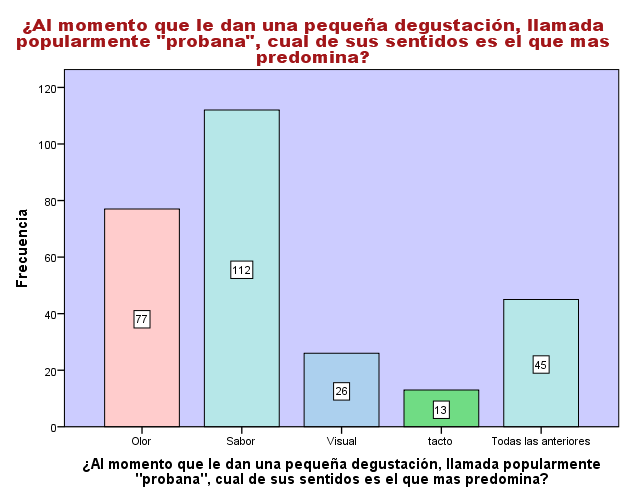 ¿Al momento que le dan una pequeña degustación, llamada
popularmente "probana", cual de sus sentidos es el que mas
predomina?
120
100
80
60
40
20
0
Frecuencia
77
112
26
13
45
Olor
Sabor
Visual
tacto
Todas las anteriores
¿Al momento que le dan una pequeña degustación, llamada popularmente
"probana", cual de sus sentidos es el que mas predomina?